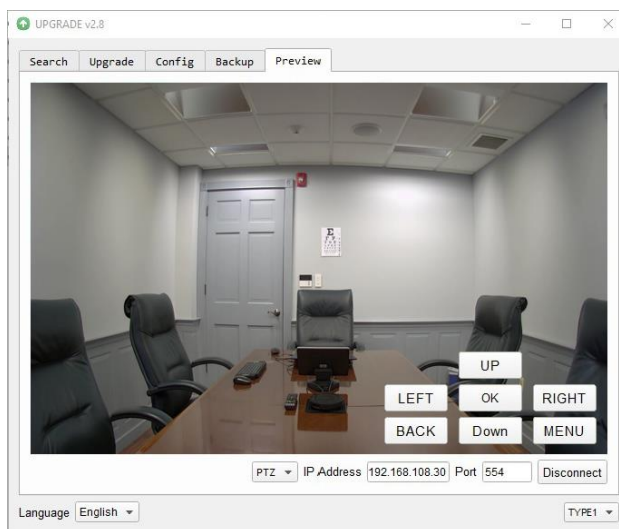 UPGRADE v2.8
Search Upgrade Config Backup Preview
E
UP
LEFT OK RIGHT
BACK Down MENU
PTZ IP Address 192.168.108.30 Port 554 Disconnect
Language English TYPE1